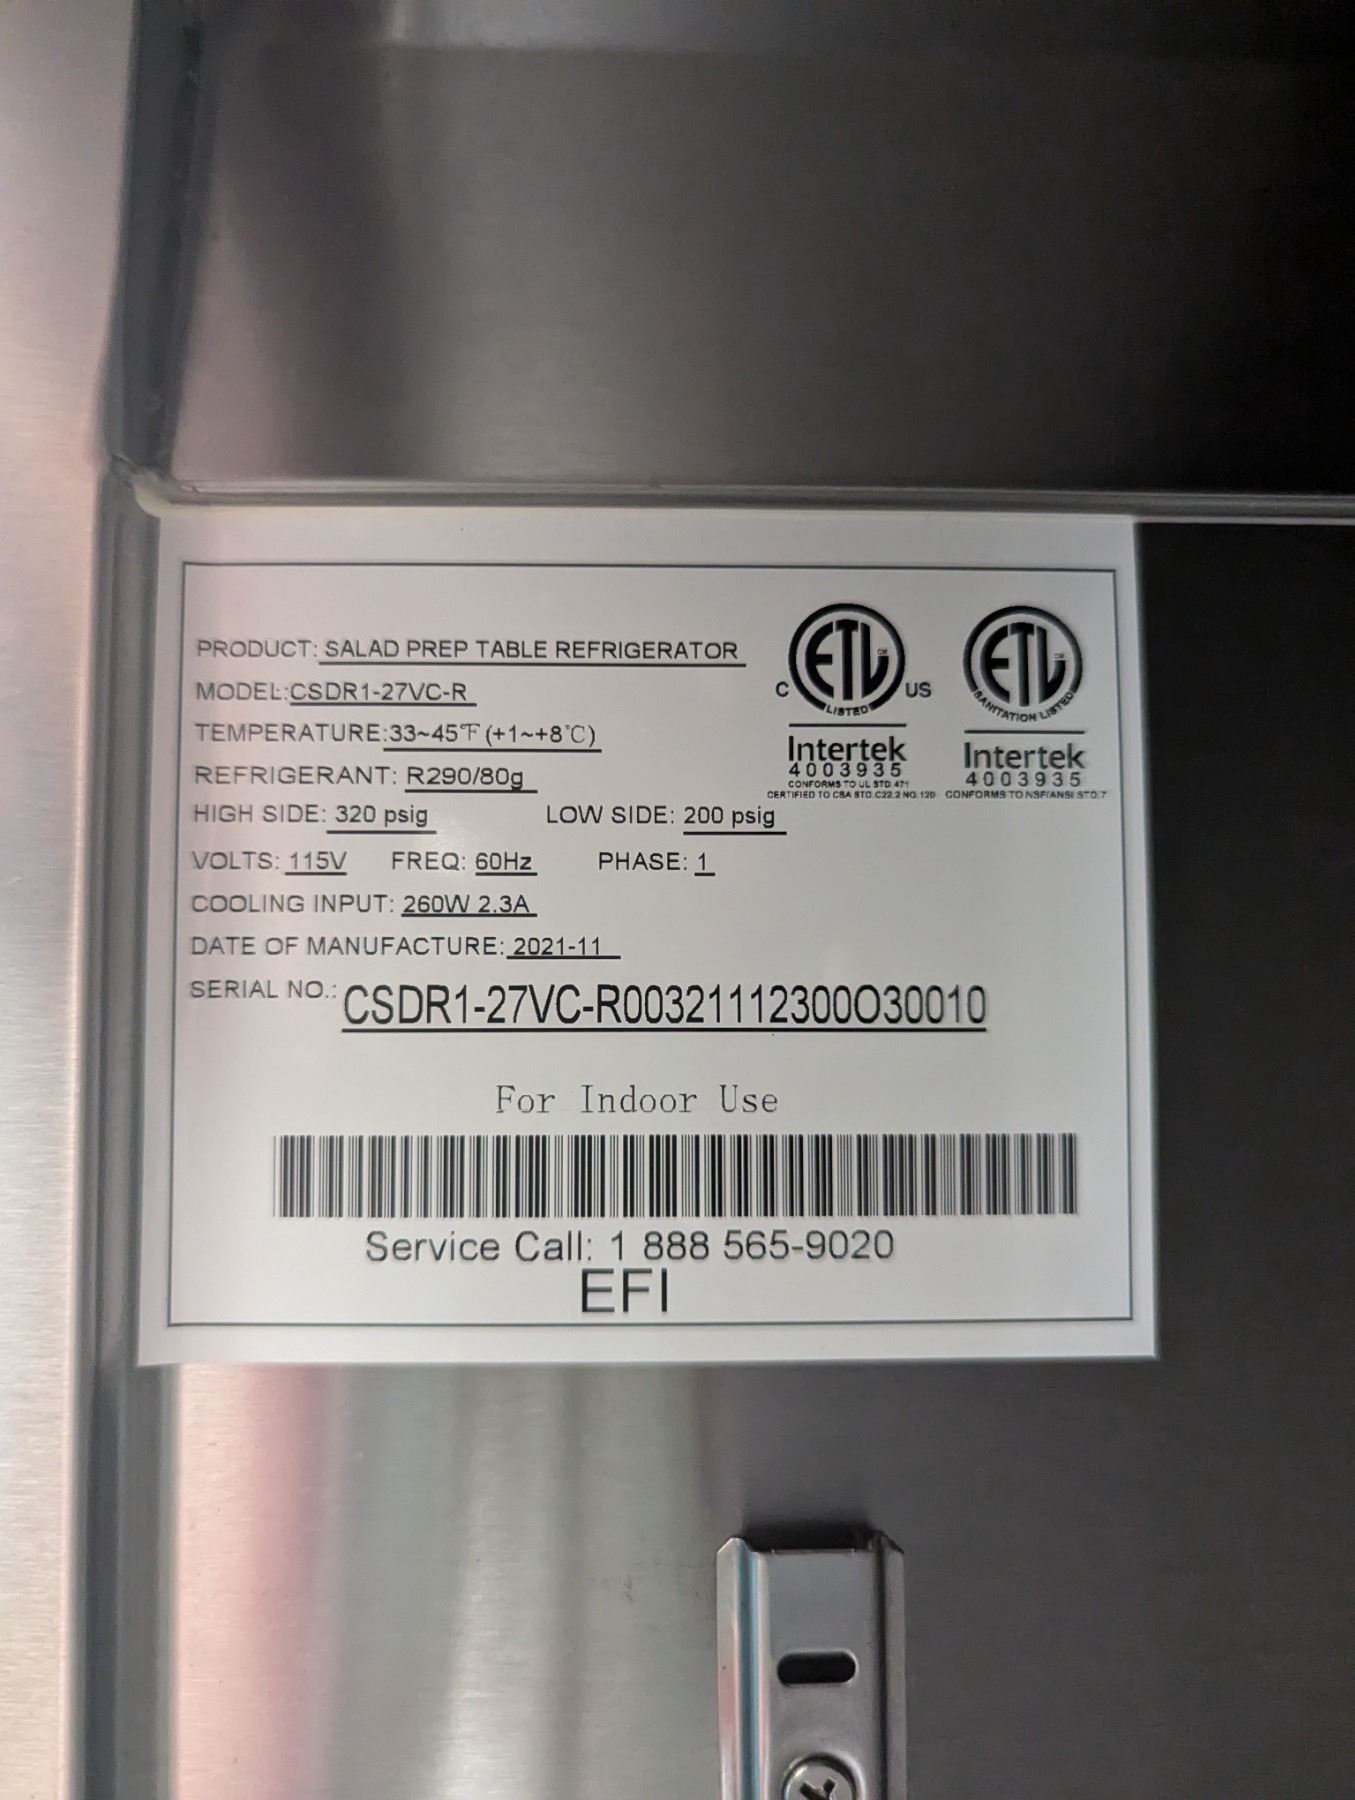 PRODUCT: SALAD PREP TABLE REFRIGERATOR
MODEL:CSDR1-27VC-R
TEMPERATURE:33~45℉(+1~+8℃)
REFRIGERANT: R290/80g
HIGH SIDE: 320 psig LOW SIDE: 200 psig
VOLTS: 115V FREQ: 60Hz PHASE: 1
COOLING INPUT: 260W 2.3A
DATE OF MANUFACTURE: 2021-11
SERIAL NO.: CSDR1-27VC-R00321112300O30010
ETL CM
LISTED
C US
Intertek
4003935
CONFORMS TO UL STD.471
CERTIFIED TO CSA STD.C22.2 NO.120
ETL CM
SANITATION LISTED
Intertek
4003935
CONFORMS TO NSF/ANSI STD.7
For Indoor Use
Service Call: 1 888 565-9020
EFI